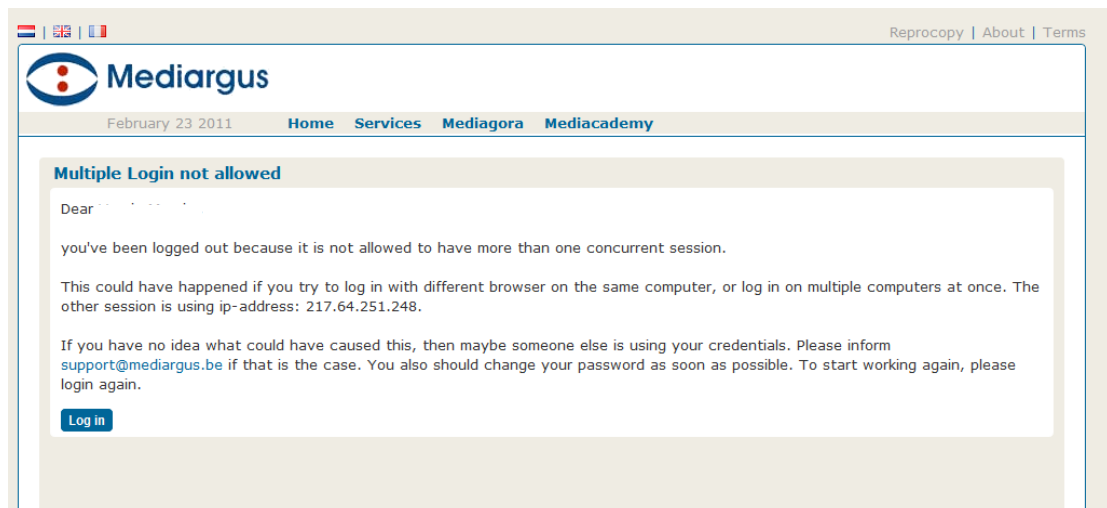 | |
Reprocopy | About | Terms
Mediargus
February 23 2011 Home Services Mediagora Mediacademy
Multiple Login not allowed
Dear
you've been logged out because it is not allowed to have more than one concurrent session.
This could have happened if you try to log in with different browser on the same computer, or log in on multiple computers at once. The
other session is using ip-address: 217.64.251.248.
If you have no idea what could have caused this, then maybe someone else is using your credentials. Please inform
support@mediargus.be if that is the case. You also should change your password as soon as possible. To start working again, please
login again.
Log in